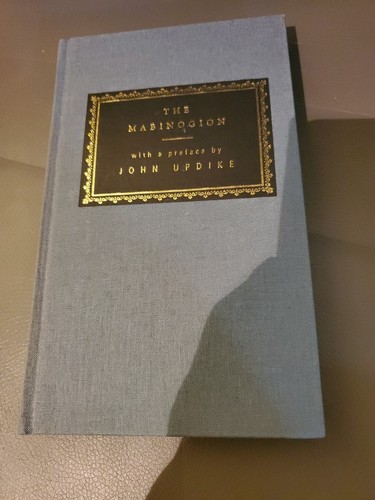 THE
MABINOGION
with a preface by
JOHN UPDIKE